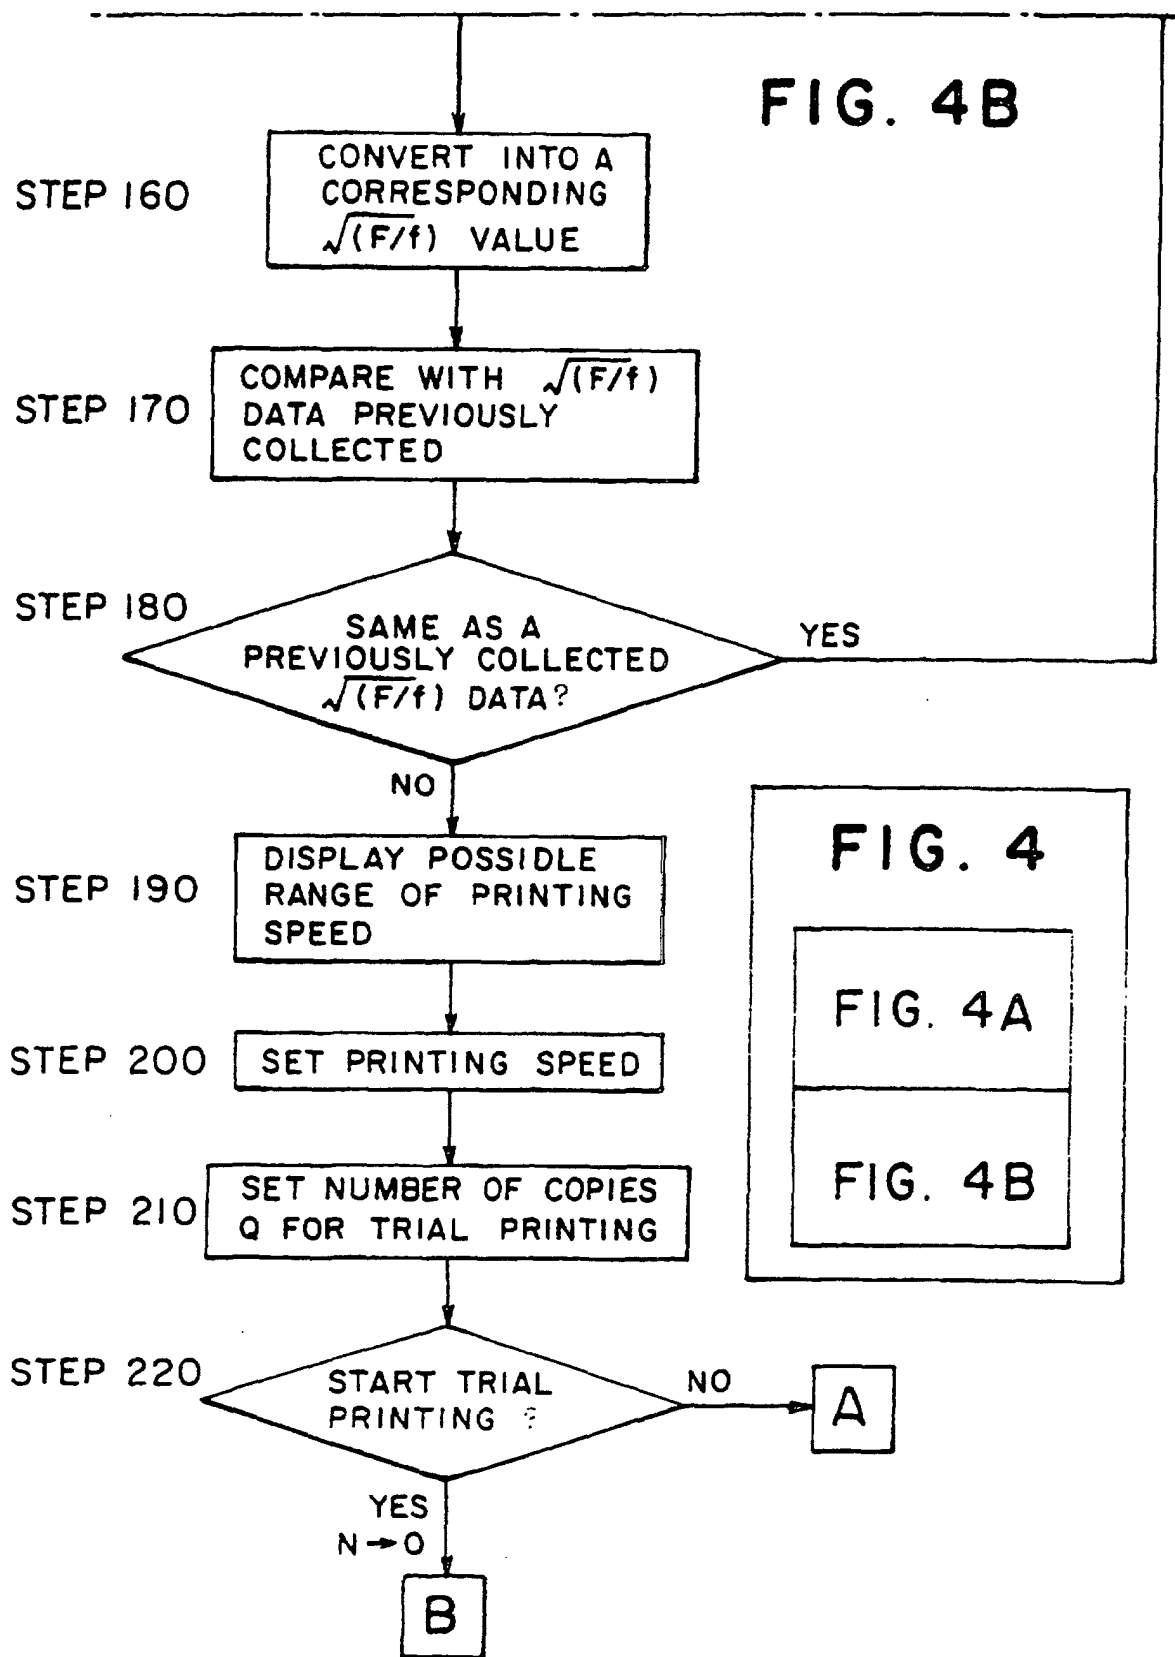 FIG. 4B
STEP 160
CONVERT INTO A
CORRESPONDING
√(F/f) VALUE
STEP 170
COMPARE WITH √(F/f)
DATA PREVIOUSLY
COLLECTED
STEP 180
SAME AS A
PREVIOUSLY COLLECTED
√(F/f) DATA?
YES
NO
STEP 190
DISPLAY POSSIDLE
RANGE OF PRINTING
SPEED
STEP 200
SET PRINTING SPEED
STEP 210
SET NUMBER OF COPIES
Q FOR TRIAL PRINTING
STEP 220
START TRIAL
PRINTING ?
NO
A
YES
N→0
B
FIG. 4
FIG. 4A
FIG. 4B